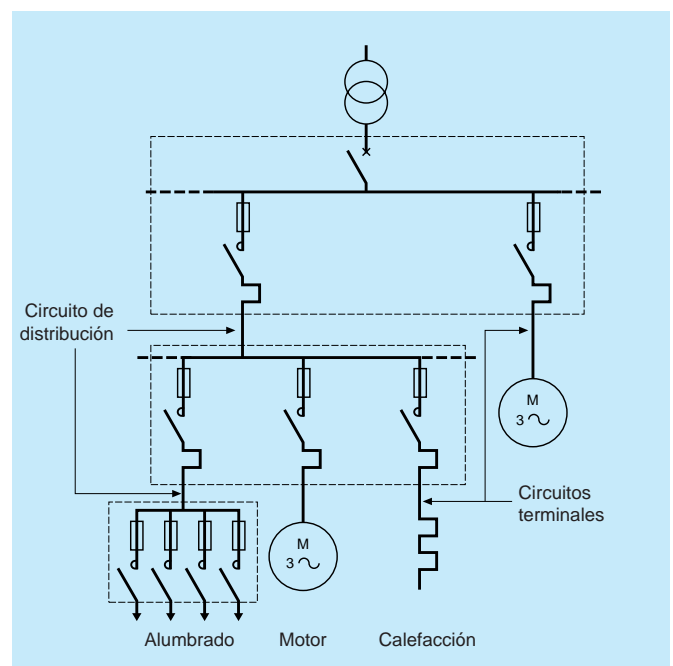 Circuito de
distribución
M
3
M
3
Circuitos
terminales
Alumbrado
Motor
Calefacción